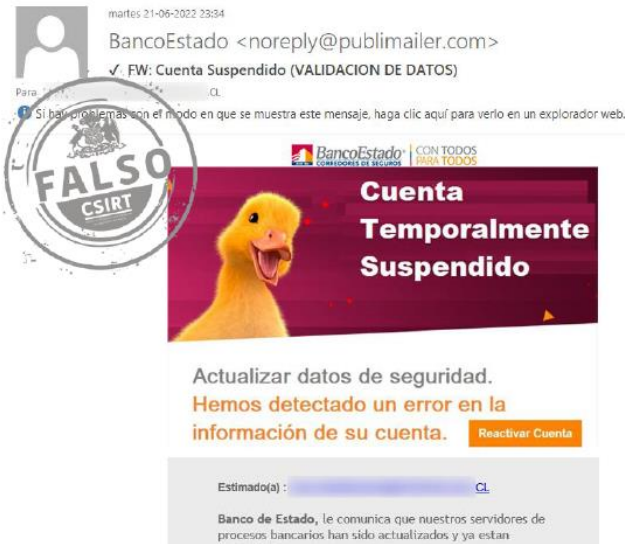 martes 21-06-2022 23:34
BancoEstado <noreply@publimailer.com>
✓. FW: Cuenta Suspendido (VALIDACION DE DATOS)
Para
.CL
Si hay problemas con el modo en que se muestra este mensaje, haga clic aquí para verlo en un explorador web.
FALSO
CSIRT
BancoEstado
CORREDORES DE SEGUROS
CON TODOS
PARA TODOS
Cuenta
Temporalmente
Suspendido
Actualizar datos de seguridad.
Hemos detectado un error en la
información de su cuenta.
Reactivar Cuenta
Estimado(a) : CL
Banco de Estado, le comunica que nuestros servidores de
procesos bancarios han sido actualizados y ya estan